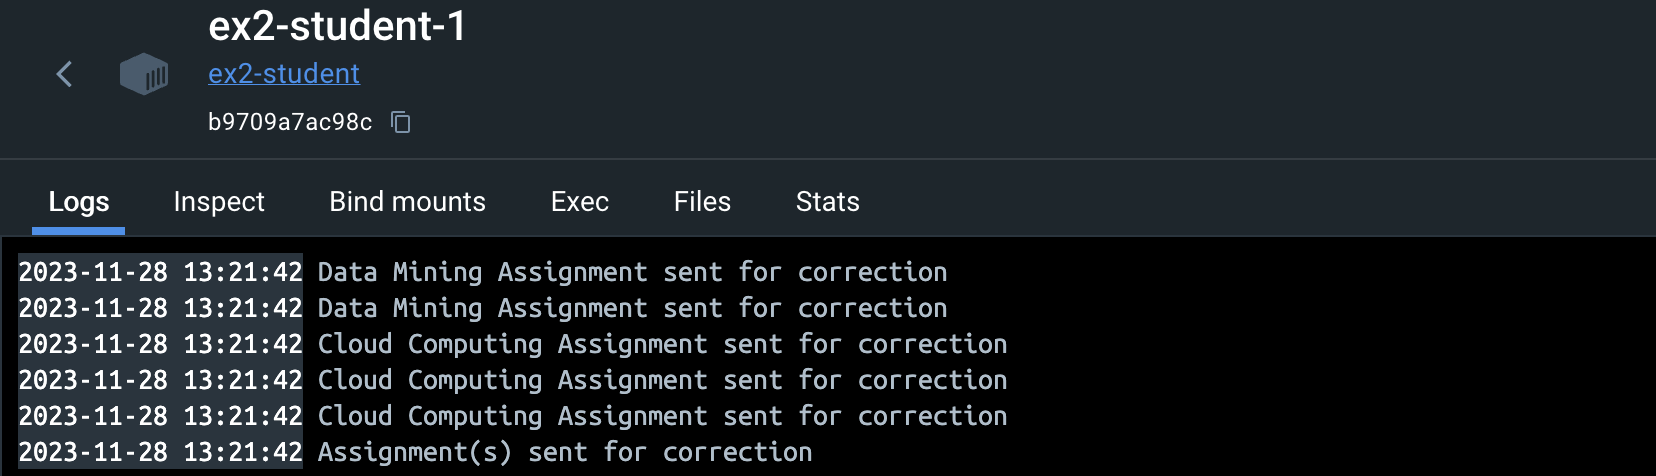 ex2-student-1
ex2-student
b9709a7ac98c
Logs Inspect Bind mounts Exec Files Stats
2023-11-28 13:21:42 Data Mining Assignment sent for correction
2023-11-28 13:21:42 Data Mining Assignment sent for correction
2023-11-28 13:21:42 Cloud Computing Assignment sent for correction
2023-11-28 13:21:42 Cloud Computing Assignment sent for correction
2023-11-28 13:21:42 Cloud Computing Assignment sent for correction
2023-11-28 13:21:42 Assignment(s) sent for correction